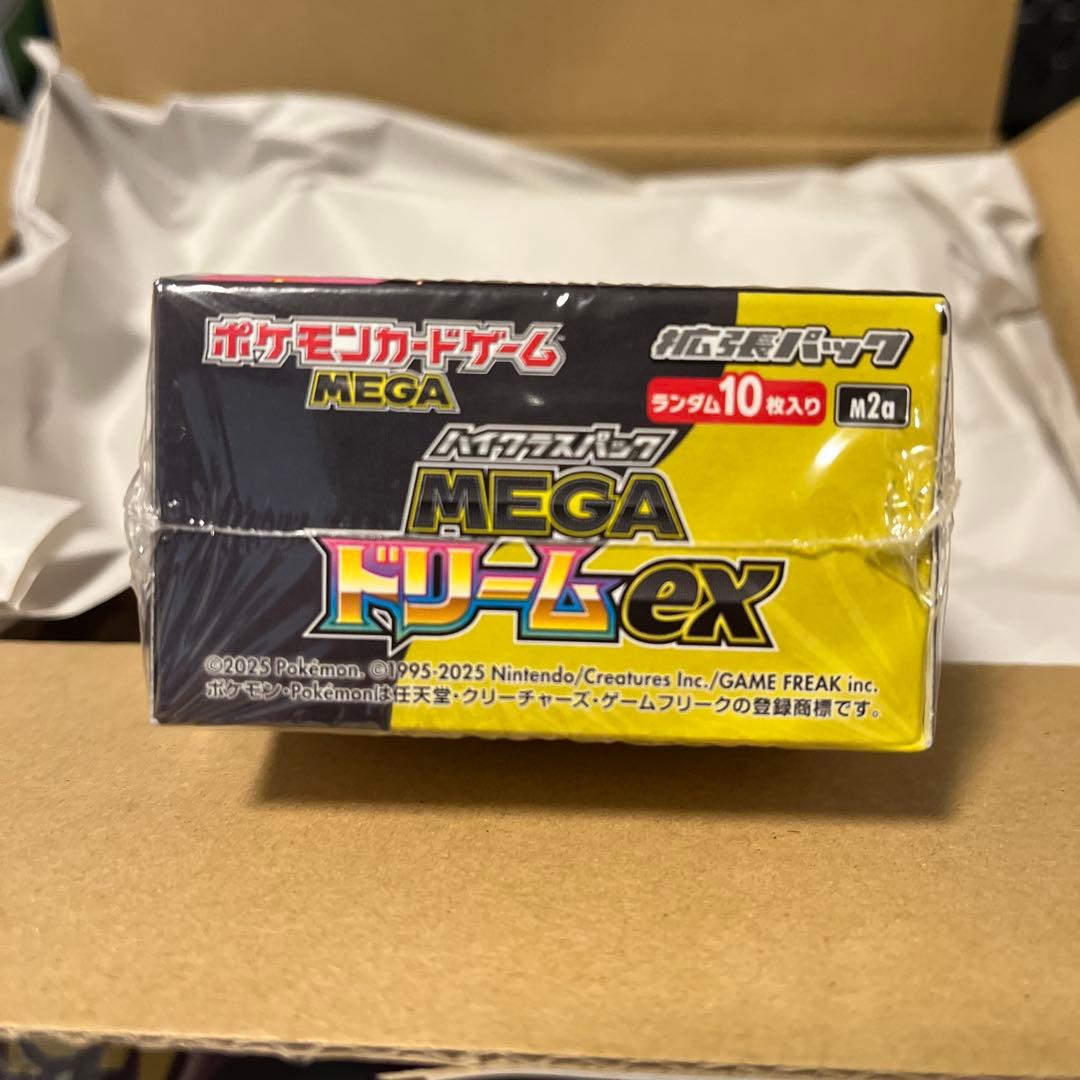 ポケモンカードゲーム
MEGA
拡張パック
ランダム10枚入り
M2a
ハイクラスパック
MEGA
ドリームex
©2025 Pokémon. ©1995-2025 Nintendo/Creatures Inc./GAME FREAK inc.
ポケモン・Pokémonは任天堂・クリーチャーズ・ゲームフリークの登録商標です。